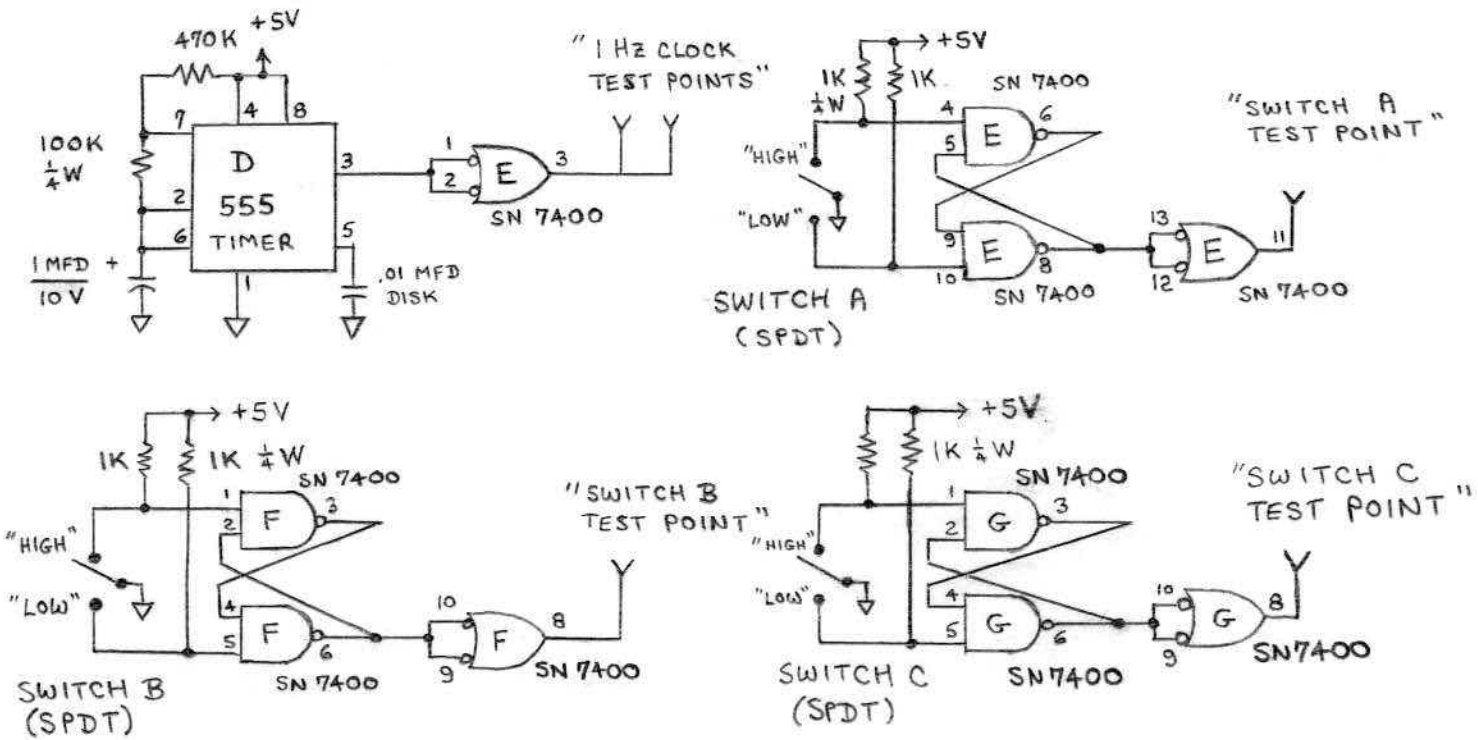 470K
+5V
4
8
7
100K
1/4 W
D
555
TIMER
3
2
6
5
1
1 MFD +
10V
.01 MFD
DISK
1
2
E
3
SN 7400
"1 HZ CLOCK
TEST POINTS"
+5V
1K
1/4 W
1K
SN 7400
4
5
E
6
"HIGH"
"LOW"
9
10
E
8
SN 7400
13
12
E
11
SN 7400
"SWITCH A
TEST POINT"
SWITCH A
(SPDT)
+5V
1K
1K 1/4 W
SN 7400
1
2
F
3
"HIGH"
"LOW"
4
5
F
6
SN 7400
10
9
F
8
SN 7400
"SWITCH B
TEST POINT"
SWITCH B
(SPDT)
+5V
1K 1/4 W
SN 7400
1
2
G
3
"HIGH"
"LOW"
4
5
G
6
SN 7400
10
9
G
8
SN7400
"SWITCH C
TEST POINT"
SWITCH C
(SPDT)